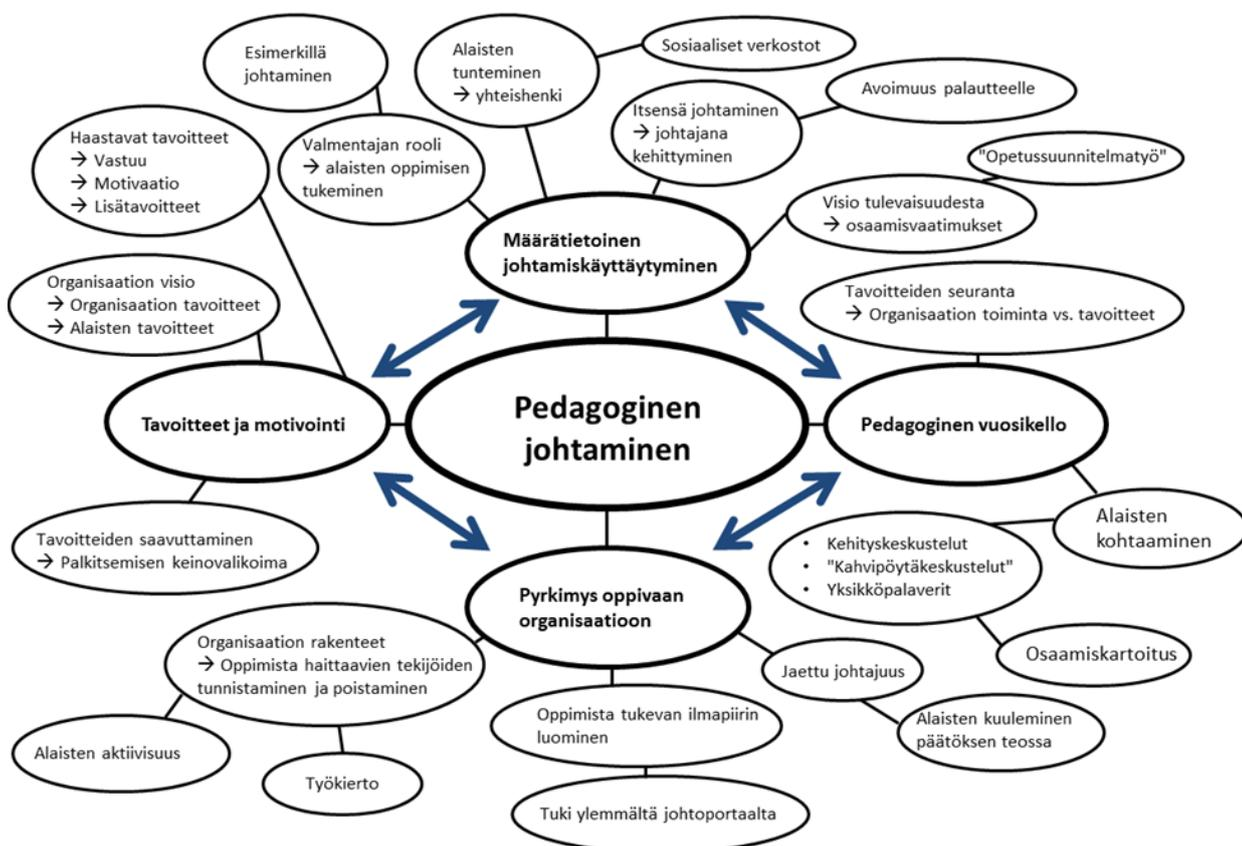 Esimerkillä
johtaminen
Alaisten
tunteminen
→ yhteishenki
Sosiaaliset verkostot
Itsensä johtaminen
→ johtajana
kehittyminen
Avoimuus palautteelle
Haastavat tavoitteet
→ Vastuu
→ Motivaatio
→ Lisätavoitteet
Valmentajan rooli
→ alaisten oppimisen
tukeminen
"Opetussuunnitelmatyö"
Visio tulevaisuudesta
→ osaamisvaatimukset
Määrätietoinen
johtamiskäyttäytyminen
Organisaation visio
→ Organisaation tavoitteet
→ Alaisten tavoitteet
Tavoitteiden seuranta
→ Organisaation toiminta vs. tavoitteet
Tavoitteet ja motivointi
Pedagoginen
johtaminen
Pedagoginen vuosikello
Tavoitteiden saavuttaminen
→ Palkitsemisen keinovalikoima
Alaisten
kohtaaminen
• Kehityskeskustelut
• "Kahvipöytäkeskustelut"
• Yksikköpalaverit
Pyrkimys oppivaan
organisaatioon
Organisaation rakenteet
→ Oppimista haittaavien tekijöiden
tunnistaminen ja poistaminen
Osaamiskartoitus
Jaettu johtajuus
Oppimista tukevan ilmapiirin
luominen
Alaisten kuuleminen
päätöksen teossa
Alaisten aktiivisuus
Työkierto
Tuki ylemmältä johtoportaalta